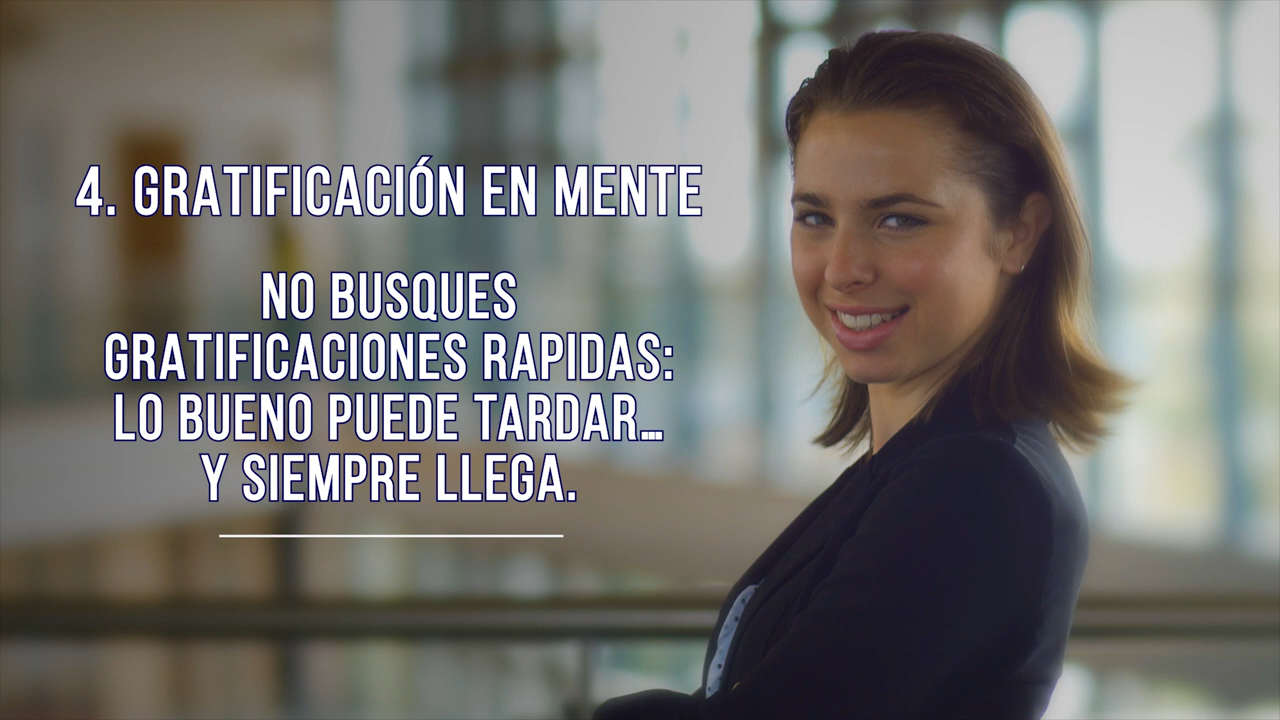 4. GRATIFICACIÓN EN MENTE
NO BUSQUES
GRATIFICACIONES RAPIDAS:
LO BUENO PUEDE TARDAR...
Y SIEMPRE LLEGA.